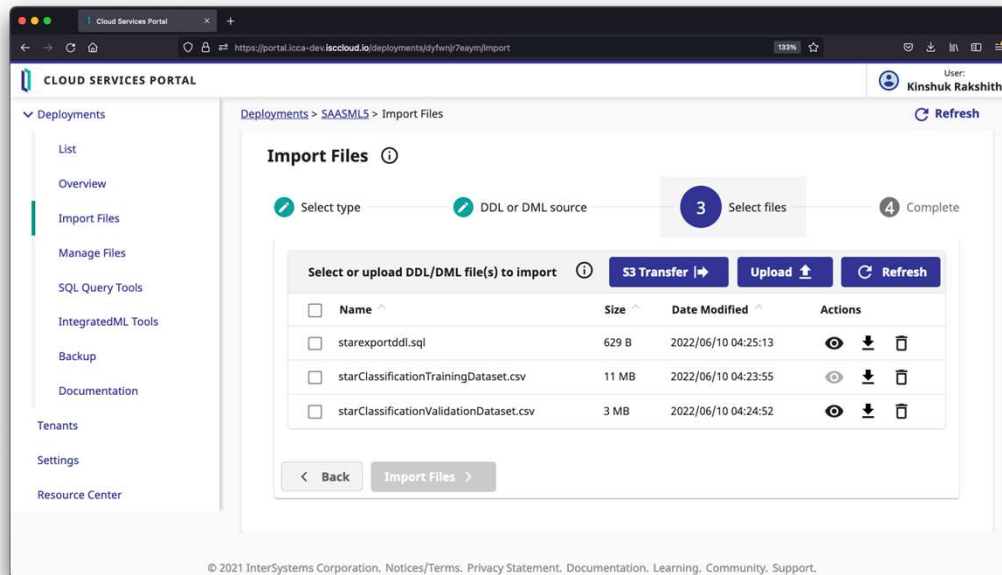 Cloud Services Portal
https://portal.icca-dev.isccloud.io/deployments/dyfwnjr7eaym/import
133%
CLOUD SERVICES PORTAL
User:
Kinshuk Rakshith
Deployments
List
Overview
Import Files
Manage Files
SQL Query Tools
IntegratedML Tools
Backup
Documentation
Tenants
Settings
Resource Center
Deployments > SAASML5 > Import Files
Refresh
Import Files
Select type
DDL or DML source
3 Select files
4 Complete
Select or upload DDL/DML file(s) to import
S3 Transfer
Upload
Refresh
Name Size Date Modified Actions
starexportddl.sql 629 B 2022/06/10 04:25:13
starClassificationTrainingDataset.csv 11 MB 2022/06/10 04:23:55
starClassificationValidationDataset.csv 3 MB 2022/06/10 04:24:52
< Back
Import Files >
© 2021 InterSystems Corporation. Notices/Terms. Privacy Statement. Documentation. Learning. Community. Support.